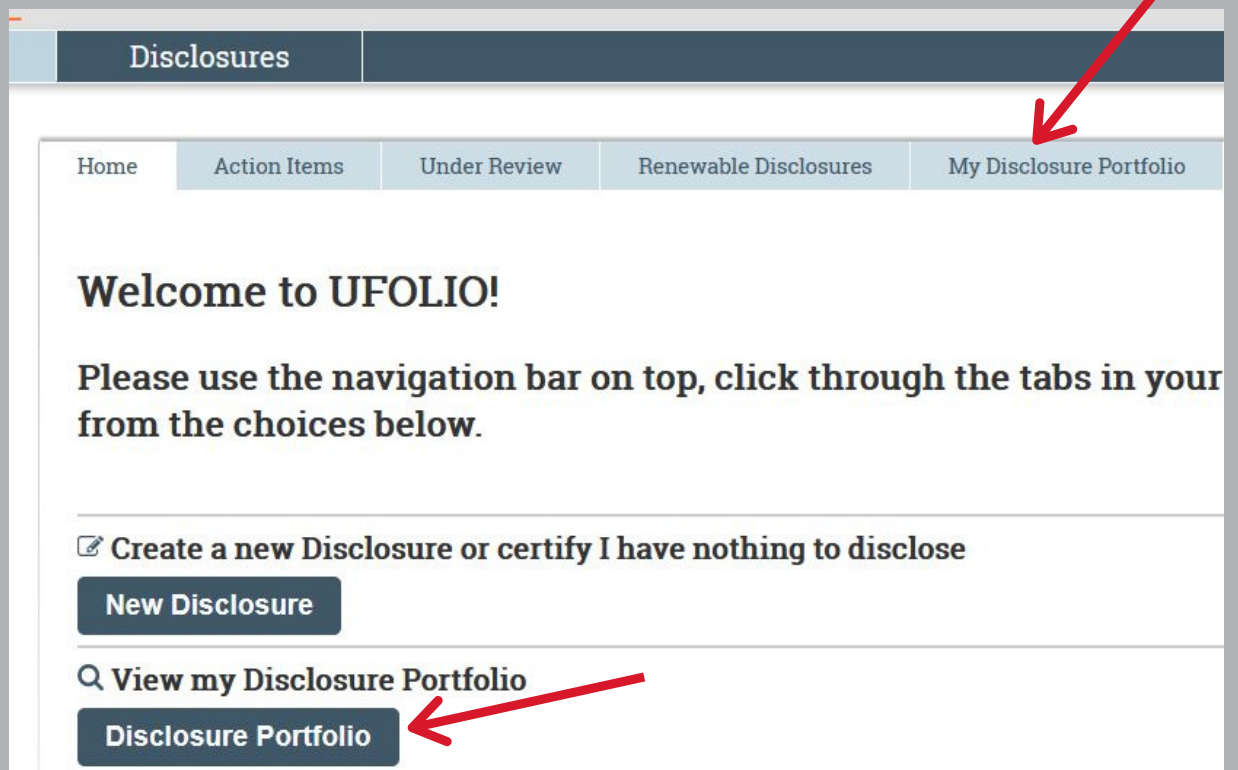 Disclosures
Home Action Items Under Review Renewable Disclosures My Disclosure Portfolio
Welcome to UFOLIO!
Please use the navigation bar on top, click through the tabs in your
from the choices below.
Create a new Disclosure or certify I have nothing to disclose
New Disclosure
View my Disclosure Portfolio
Disclosure Portfolio